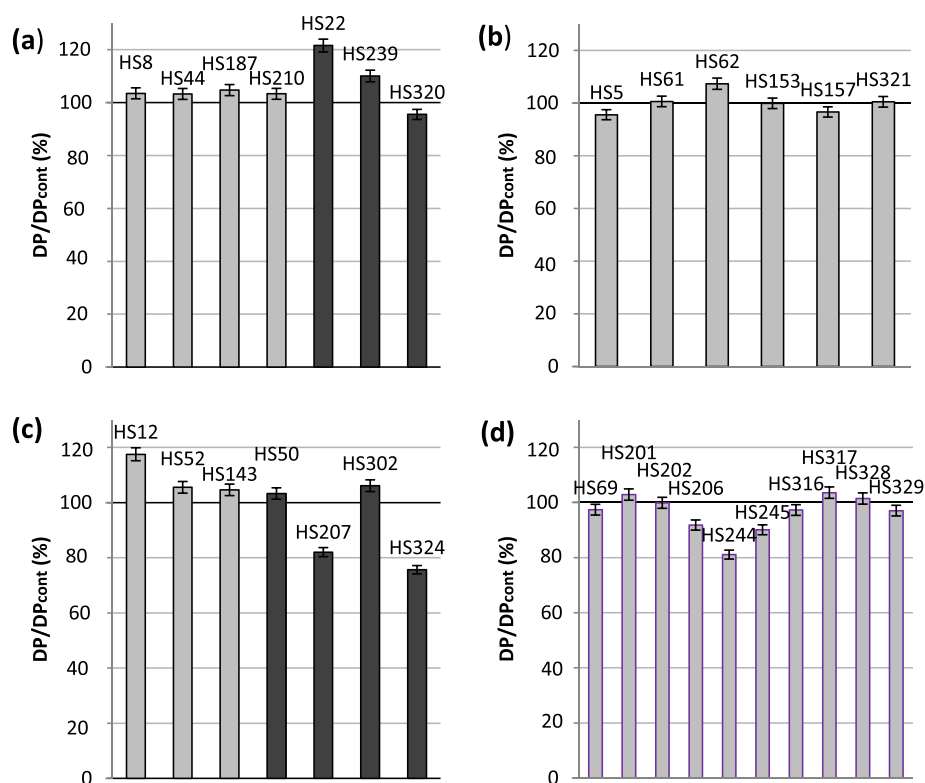 (a)
DP/DPcont (%)
120
100
80
60
40
20
0
HS8
HS44
HS187
HS210
HS22
HS239
HS320
(b)
DP/DPcont (%)
120
100
80
60
40
20
0
HS5
HS61
HS62
HS153
HS157
HS321
(c)
DP/DPcont (%)
120
100
80
60
40
20
0
HS12
HS52
HS143
HS50
HS207
HS302
HS324
(d)
DP/DPcont (%)
120
100
80
60
40
20
0
HS69
HS201
HS202
HS206
HS244
HS245
HS316
HS317
HS328
HS329